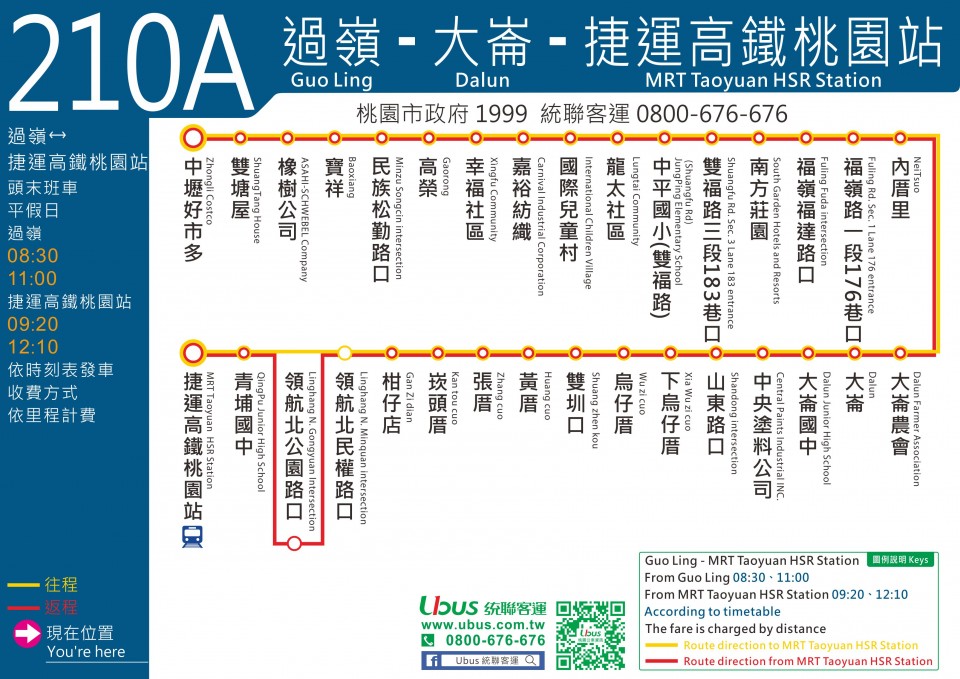 210A
過嶺 - 大崙 - 捷運高鐵桃園站
Guo Ling Dalun MRT Taoyuan HSR Station
桃園市政府 1999 統聯客運 0800-676-676
過嶺↔
捷運高鐵桃園站
頭末班車
平假日
過嶺
08:30
11:00
捷運高鐵桃園站
09:20
12:10
依時刻表發車
收費方式
依里程計費
往程
返程
現在位置
You're here
中壢好市多
Zhongli Costco
雙塘屋
ShuangTang House
橡樹公司
ASAHI-SCHWEBEL Company
寶祥
Baoxiang
民族松勤路口
Minzu Songcin intersection
高榮
Gaorong
幸福社區
Xingfu Community
嘉裕紡織
Carnival Industrial Corporation
國際兒童村
International Children Village
龍太社區
Lungtai Community
中平國小(雙福路)
JungPing Elementary School
(Shuangfu Rd)
雙福路三段183巷口
Shuangfu Rd. Sec. 3 Lane 183 entrance
南方莊園
South Garden Hotels and Resorts
福嶺福達路口
Fuling Fuda intersection
福嶺路一段176巷口
Fuling Rd. Sec. 1 Lane 176 entrance
內厝里
NeiTsuo
捷運高鐵桃園站
MRT Taoyuan HSR Station
青埔國中
QingPu Junior High School
領航北公園路口
Linghang N. Gongyuan Intersection
領航北民權路口
Linghang N. Minquan intersection
柑仔店
Gan Zi dian
崁頭厝
Kan tou cuo
張厝
Zhang cuo
黃厝
Huang cuo
雙圳口
Shuang zhen kou
烏仔厝
Wu zi cuo
下烏仔厝
Xia Wu zi cuo
山東路口
Shandong intersection
中央塗料公司
Central Paints Industrial INC.
大崙國中
Dalun Junior High School
大崙
Dalun
大崙農會
Dalun Farmer Association
Ubus 統聯客運
www.ubus.com.tw
0800-676-676
f Ubus 統聯客運
Ubus
Guo Ling - MRT Taoyuan HSR Station 圖例說明 Keys
From Guo Ling 08:30、11:00
From MRT Taoyuan HSR Station 09:20、12:10
According to timetable
The fare is charged by distance
Route direction to MRT Taoyuan HSR Station
Route direction from MRT Taoyuan HSR Station